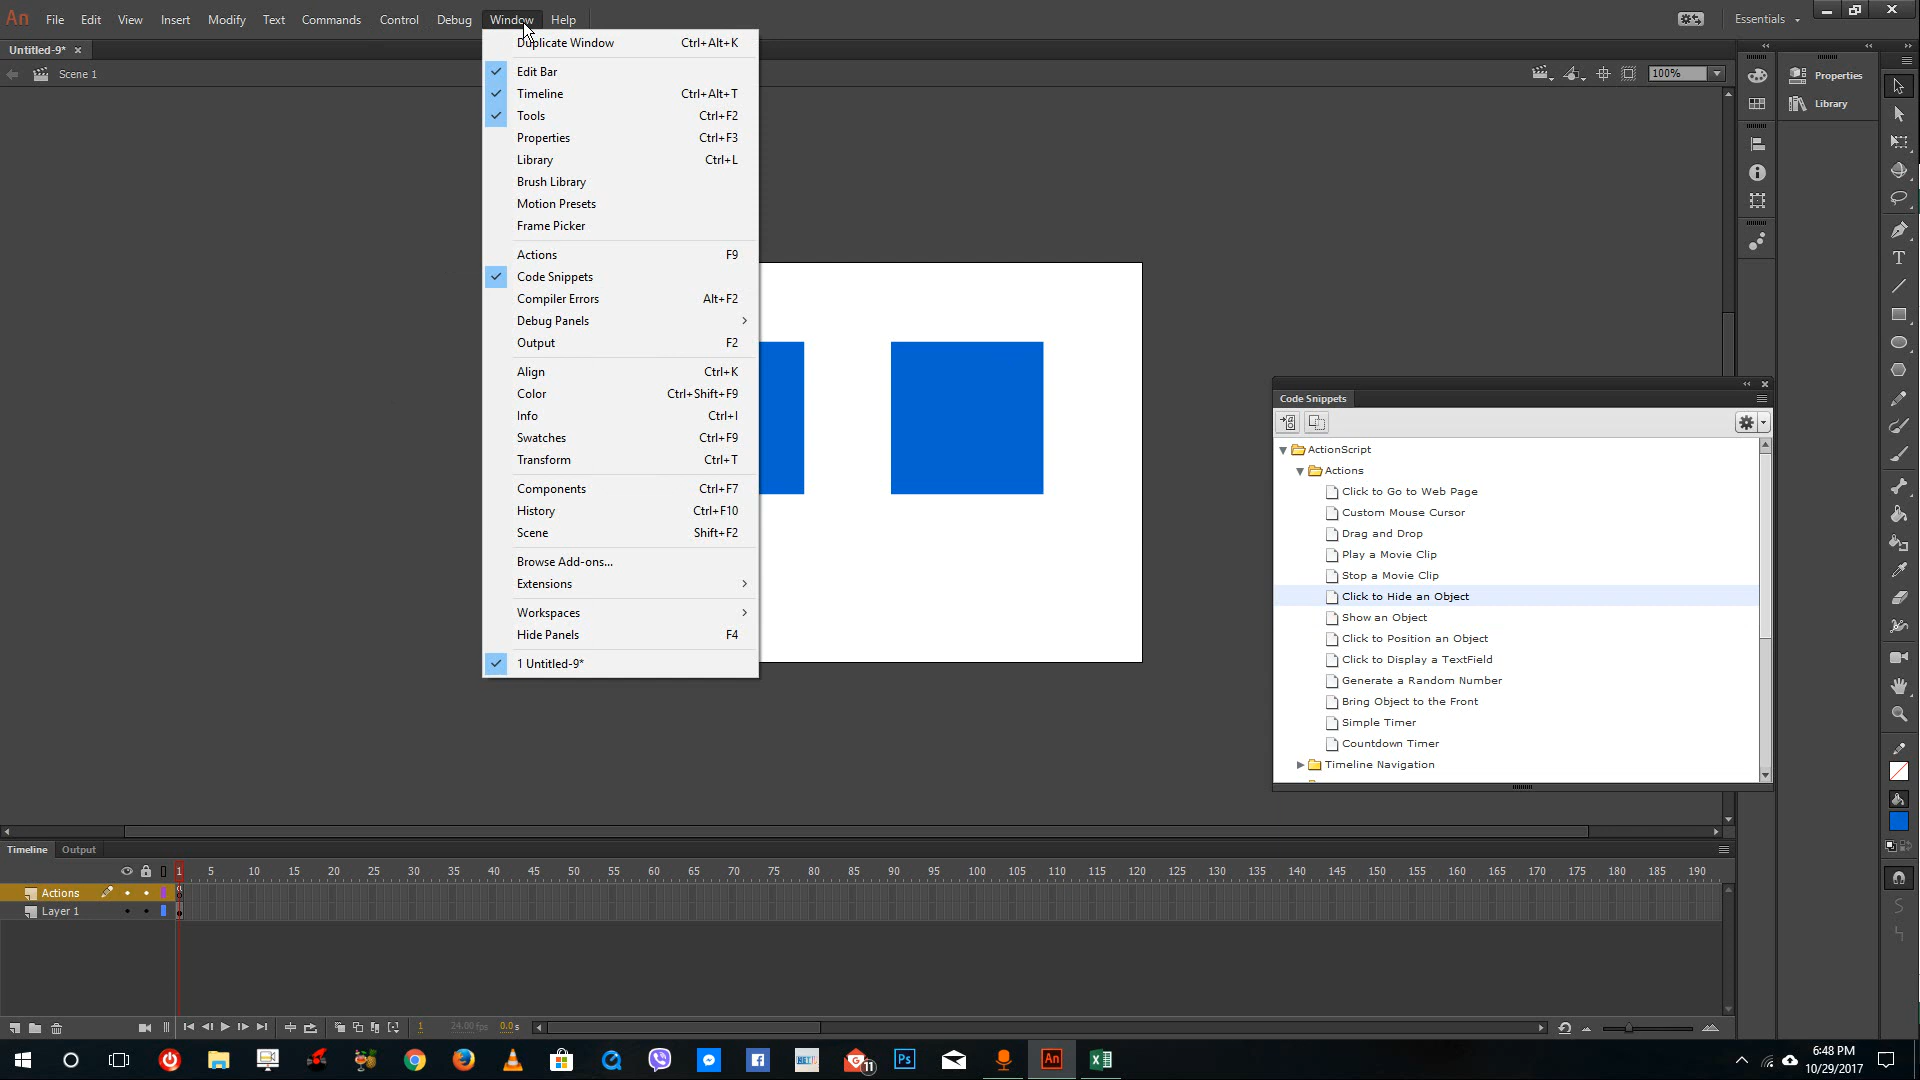 An File Edit View Insert Modify Text Commands Control Debug Window Help Essentials
Untitled-9* ×
Scene 1 100%
Duplicate Window Ctrl+Alt+K
Edit Bar
Timeline Ctrl+Alt+T
Tools Ctrl+F2
Properties Ctrl+F3
Library Ctrl+L
Brush Library
Motion Presets
Frame Picker
Actions F9
Code Snippets
Compiler Errors Alt+F2
Debug Panels
Output F2
Align Ctrl+K
Color Ctrl+Shift+F9
Info Ctrl+I
Swatches Ctrl+F9
Transform Ctrl+T
Components Ctrl+F7
History Ctrl+F10
Scene Shift+F2
Browse Add-ons...
Extensions
Workspaces
Hide Panels F4
1 Untitled-9*
Properties
Library
Code Snippets
ActionScript
Actions
Click to Go to Web Page
Custom Mouse Cursor
Drag and Drop
Play a Movie Clip
Stop a Movie Clip
Click to Hide an Object
Show an Object
Click to Position an Object
Click to Display a TextField
Generate a Random Number
Bring Object to the Front
Simple Timer
Countdown Timer
Timeline Navigation
Timeline Output
1 5 10 15 20 25 30 35 40 45 50 55 60 65 70 75 80 85 90 95 100 105 110 115 120 125 130 135 140 145 150 155 160 165 170 175 180 185 190
Actions
Layer 1
1 24.00 fps 0.0 s
11 Ps An
6:48 PM
10/29/2017